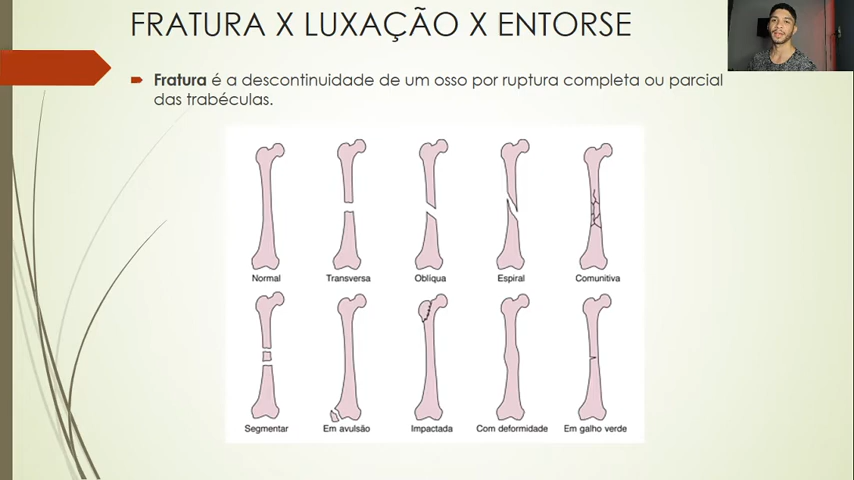 FRATURA X LUXAÇÃO X ENTORSE
Fratura é a descontinuidade de um osso por ruptura completa ou parcial
das trabéculas.
Normal
Transversa
Oblíqua
Espiral
Comunitiva
Segmentar
Em avulsão
Impactada
Com deformidade
Em galho verde